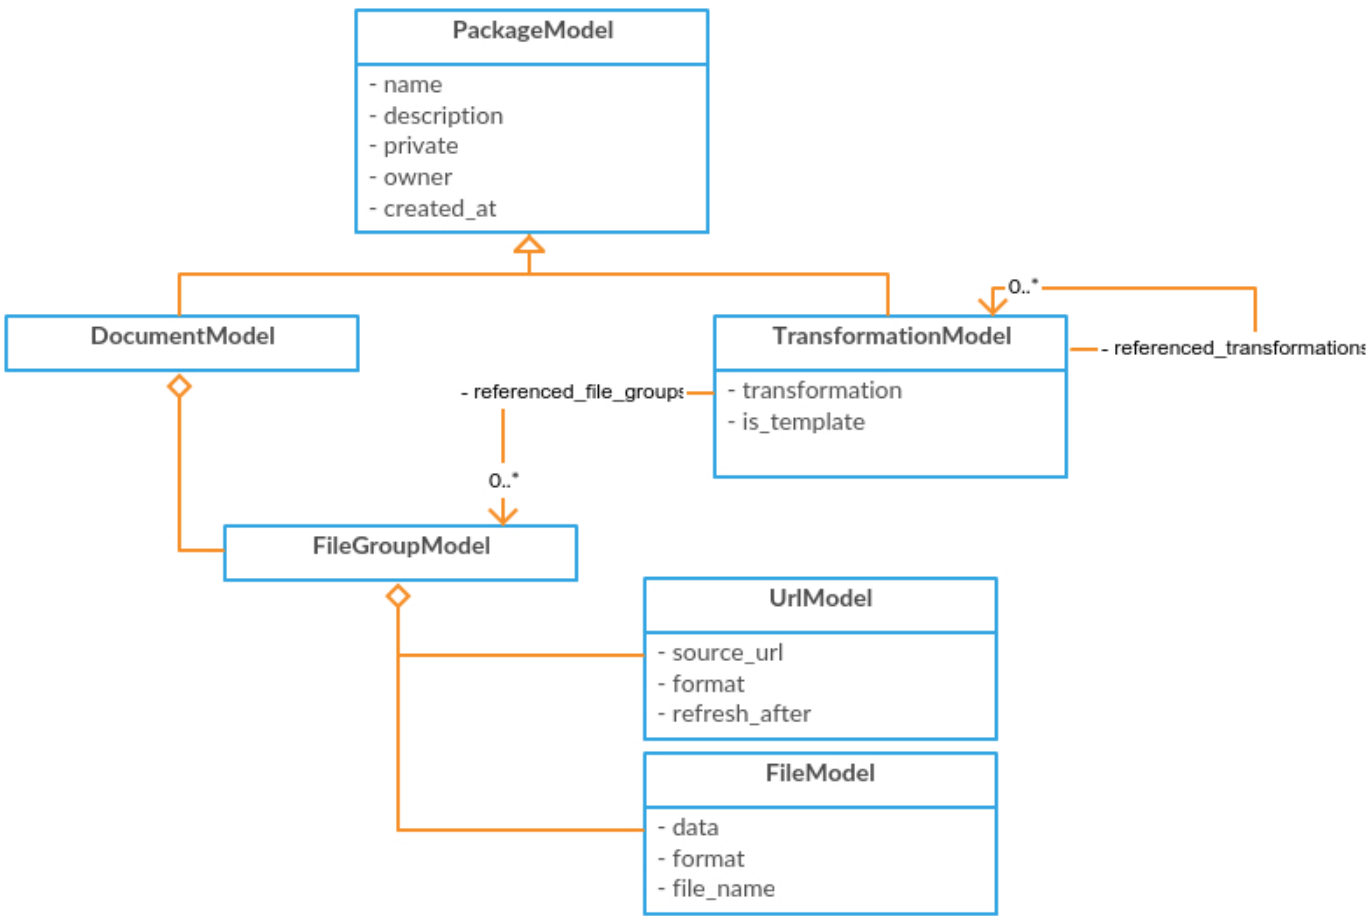 PackageModel
- name
- description
- private
- owner
- created_at
0..*
DocumentModel
TransformationModel
- referenced_transformations
- referenced_file_groups
- transformation
- is_template
0..*
FileGroupModel
UrlModel
- source_url
- format
- refresh_after
FileModel
- data
- format
- file_name